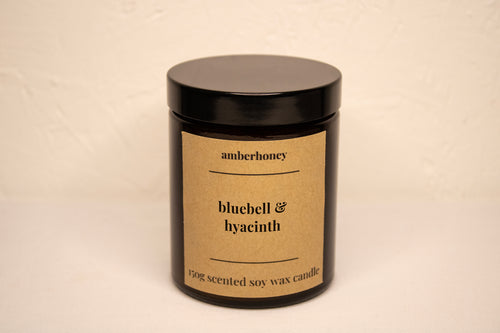 amberhoney
bluebell &
hyacinth
150g scented soy wax candle